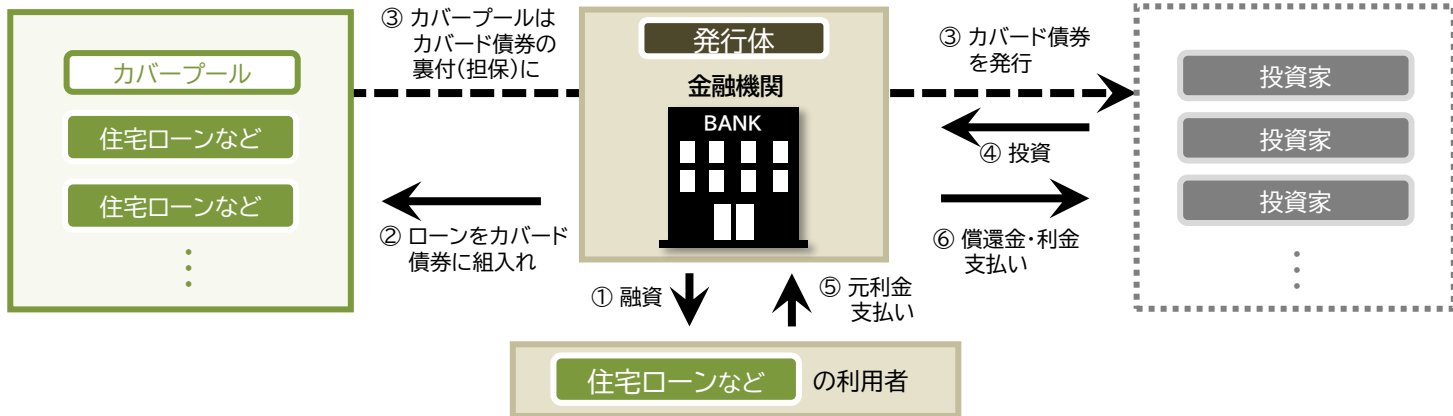 カバープール
住宅ローンなど
住宅ローンなど
③ カバープールは
カバード債券の
裏付(担保)に
② ローンをカバード
債券に組入れ
発行体
金融機関
BANK
③ カバード債券
を発行
④ 投資
⑥ 償還金・利金
支払い
投資家
投資家
投資家
① 融資
⑤ 元利金
支払い
住宅ローンなど の利用者